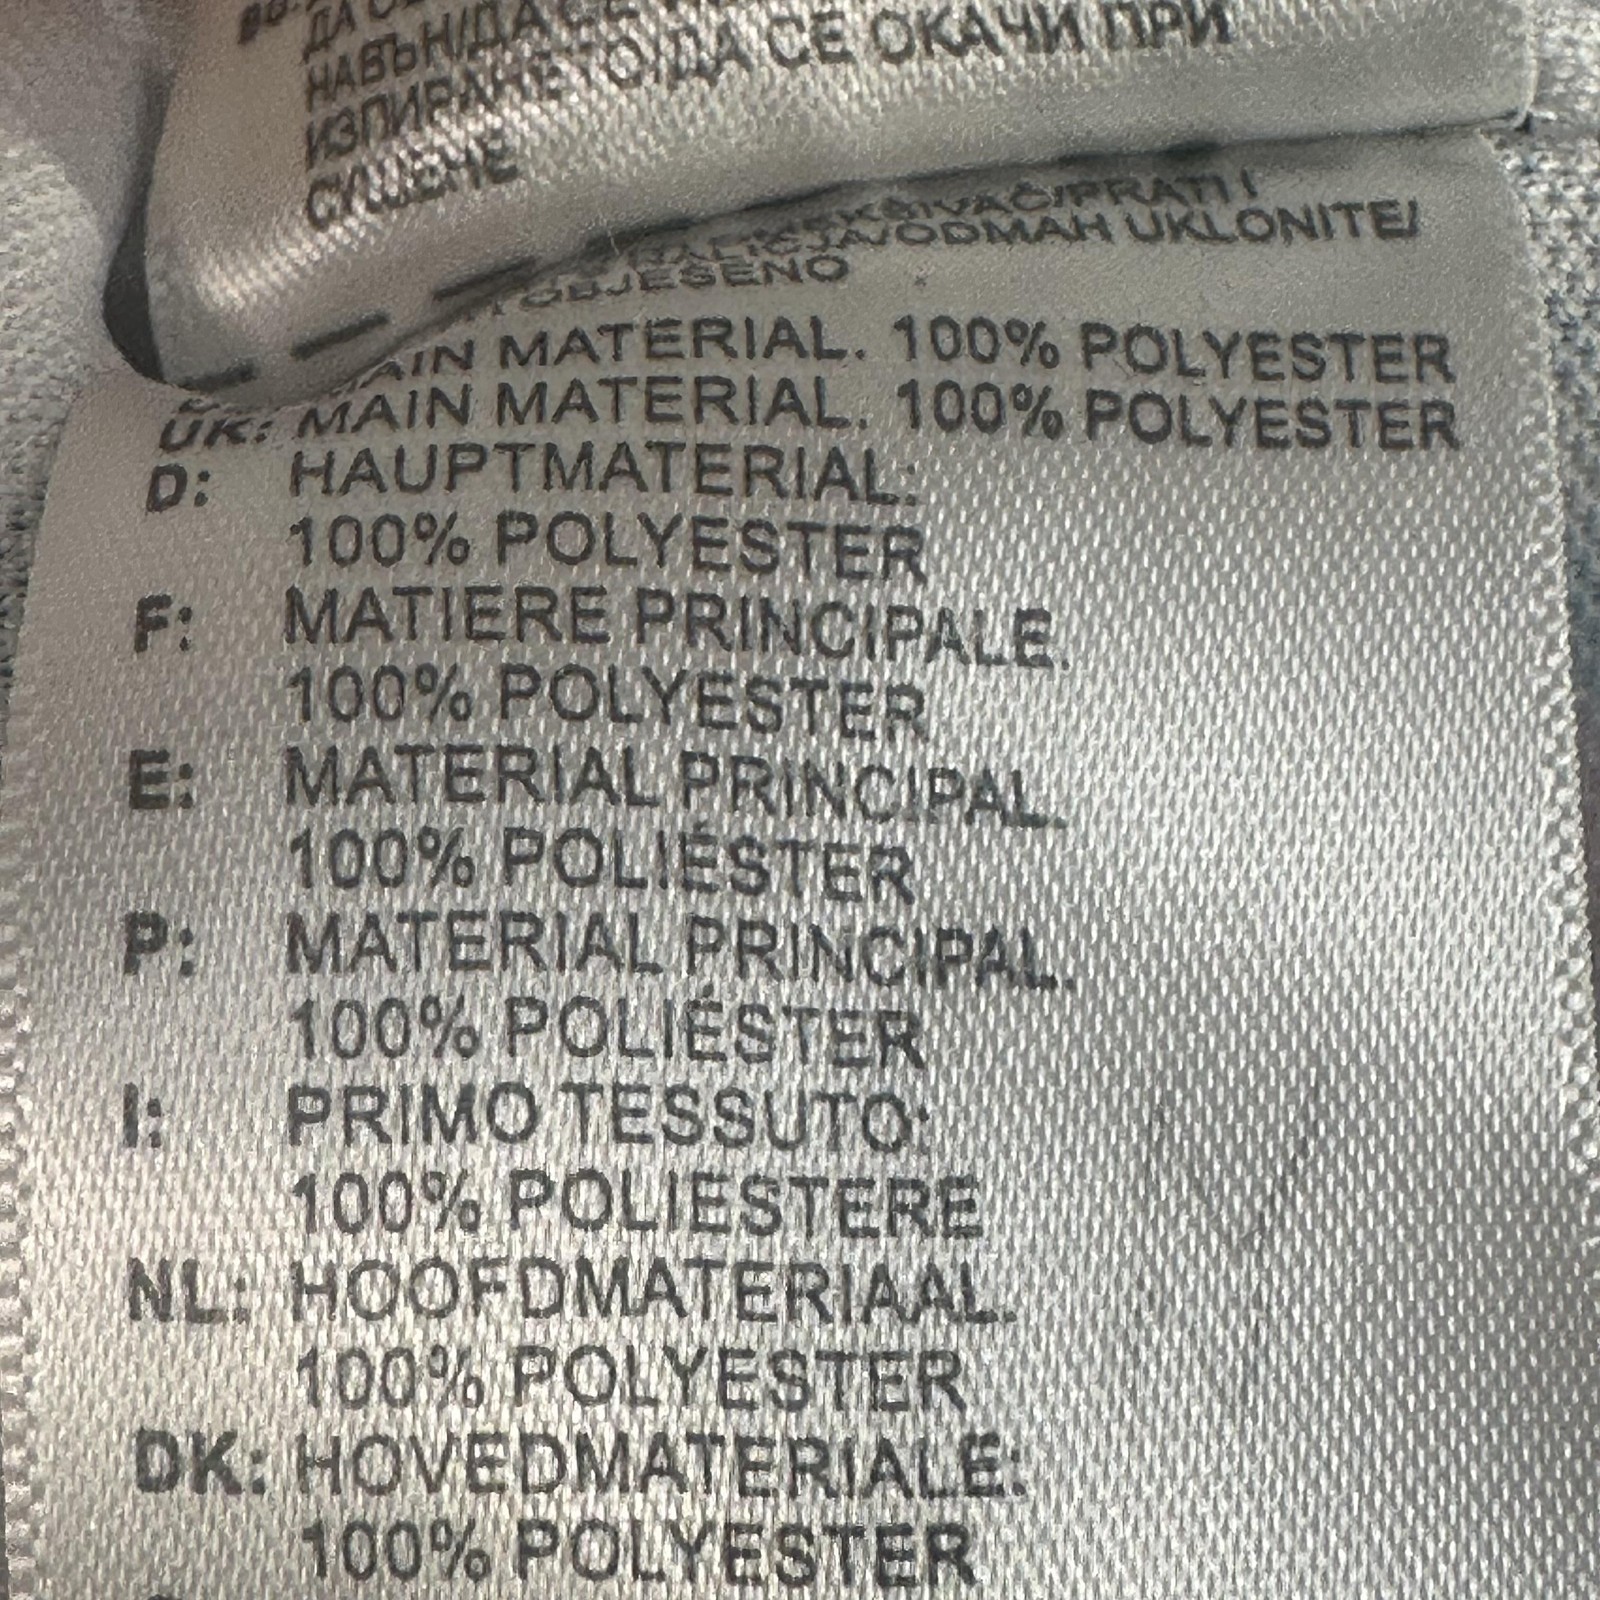 ДА СЕ
НАВЪН/ДА СЕ
ИЗПИРАНЕТО/ДА СЕ ОКАЧИ ПРИ
СУШЕНЕ
UKLONITE/
OBJEŠENO
MAIN MATERIAL. 100% POLYESTER
UK: MAIN MATERIAL. 100% POLYESTER
D: HAUPTMATERIAL:
100% POLYESTER
F: MATIERE PRINCIPALE.
100% POLYESTER
E: MATERIAL PRINCIPAL.
100% POLIÉSTER
P: MATERIAL PRINCIPAL.
100% POLIÉSTER
I: PRIMO TESSUTO:
100% POLIESTERE
NL: HOOFDMATERIAAL.
100% POLYESTER
DK: HOVEDMATERIALE:
100% POLYESTER